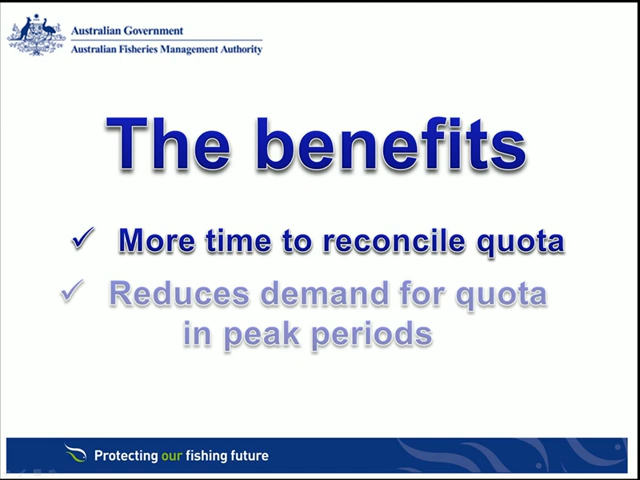 Australian Government
Australian Fisheries Management Authority
The benefits
✓ More time to reconcile quota
✓ Reduces demand for quota
in peak periods
Protecting our fishing future